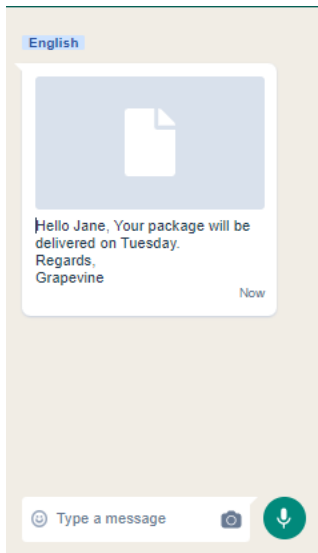 English
Hello Jane, Your package will be
delivered on Tuesday.
Regards,
Grapevine
Now
Type a message